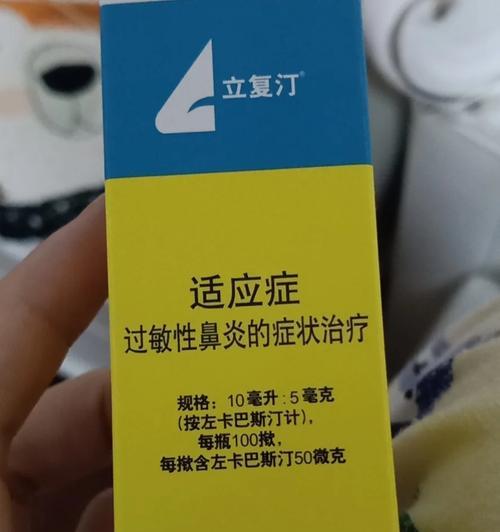 立复汀®
适应症
过敏性鼻炎的症状治疗
规格：10毫升:5毫克
(按左卡巴斯汀计),
每瓶100揿,
每揿含左卡巴斯汀50微克